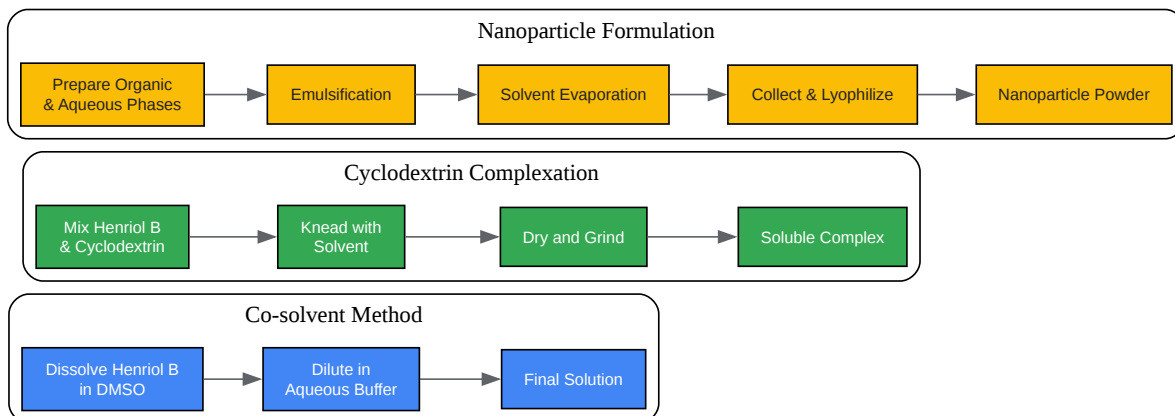 Nanoparticle Formulation
Prepare Organic
& Aqueous Phases
Emulsification
Solvent Evaporation
Collect & Lyophilize
Nanoparticle Powder
Cyclodextrin Complexation
Mix Henriol B
& Cyclodextrin
Knead with
Solvent
Dry and Grind
Soluble Complex
Co-solvent Method
Dissolve Henriol B
in DMSO
Dilute in
Aqueous Buffer
Final Solution